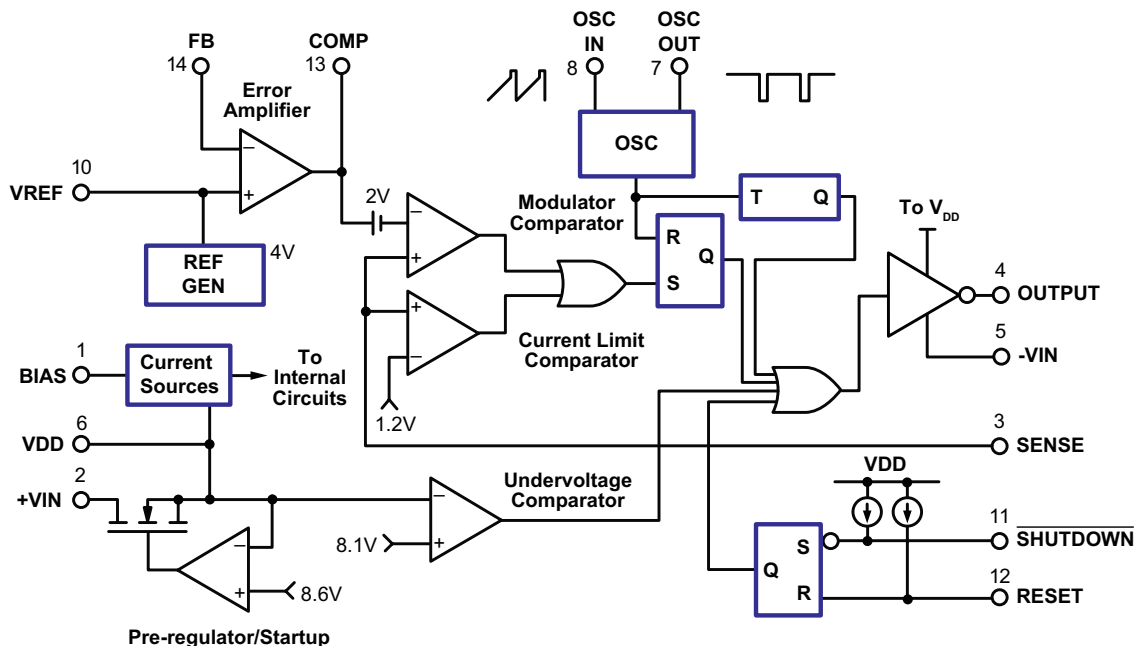 FB
14
COMP
13
OSC
IN
8
OSC
OUT
7
Error
Amplifier
OSC
10
VREF
2V
Modulator
Comparator
T Q
To VDD
R
S
Q
REF
GEN
4V
4
OUTPUT
5
-VIN
Current Limit
Comparator
1
BIAS
Current
Sources
To
Internal
Circuits
1.2V
6
VDD
3
SENSE
2
+VIN
Undervoltage
Comparator
VDD
8.1V
11
SHUTDOWN
S
Q
R
12
RESET
8.6V
Pre-regulator/Startup